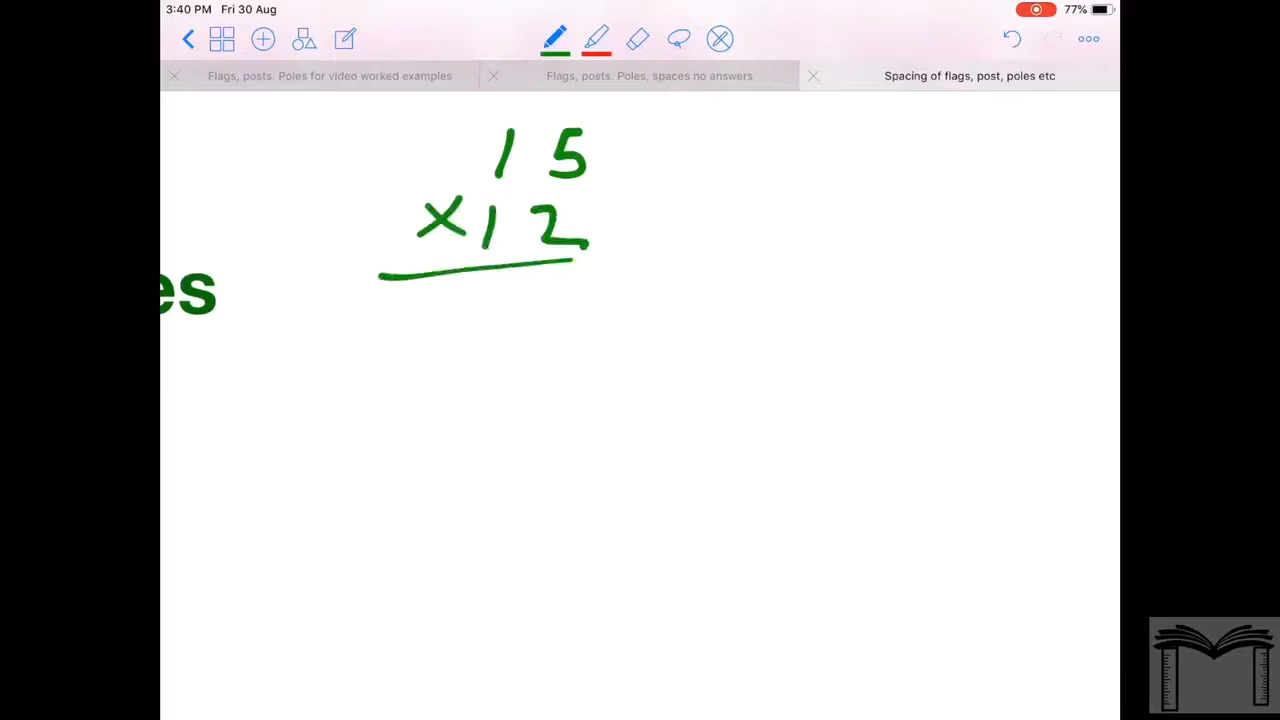 3:40 PM Fri 30 Aug
77%
Flags, posts. Poles for video worked examples
Flags, posts. Poles, spaces no answers
Spacing of flags, post, poles etc
15
×12
es